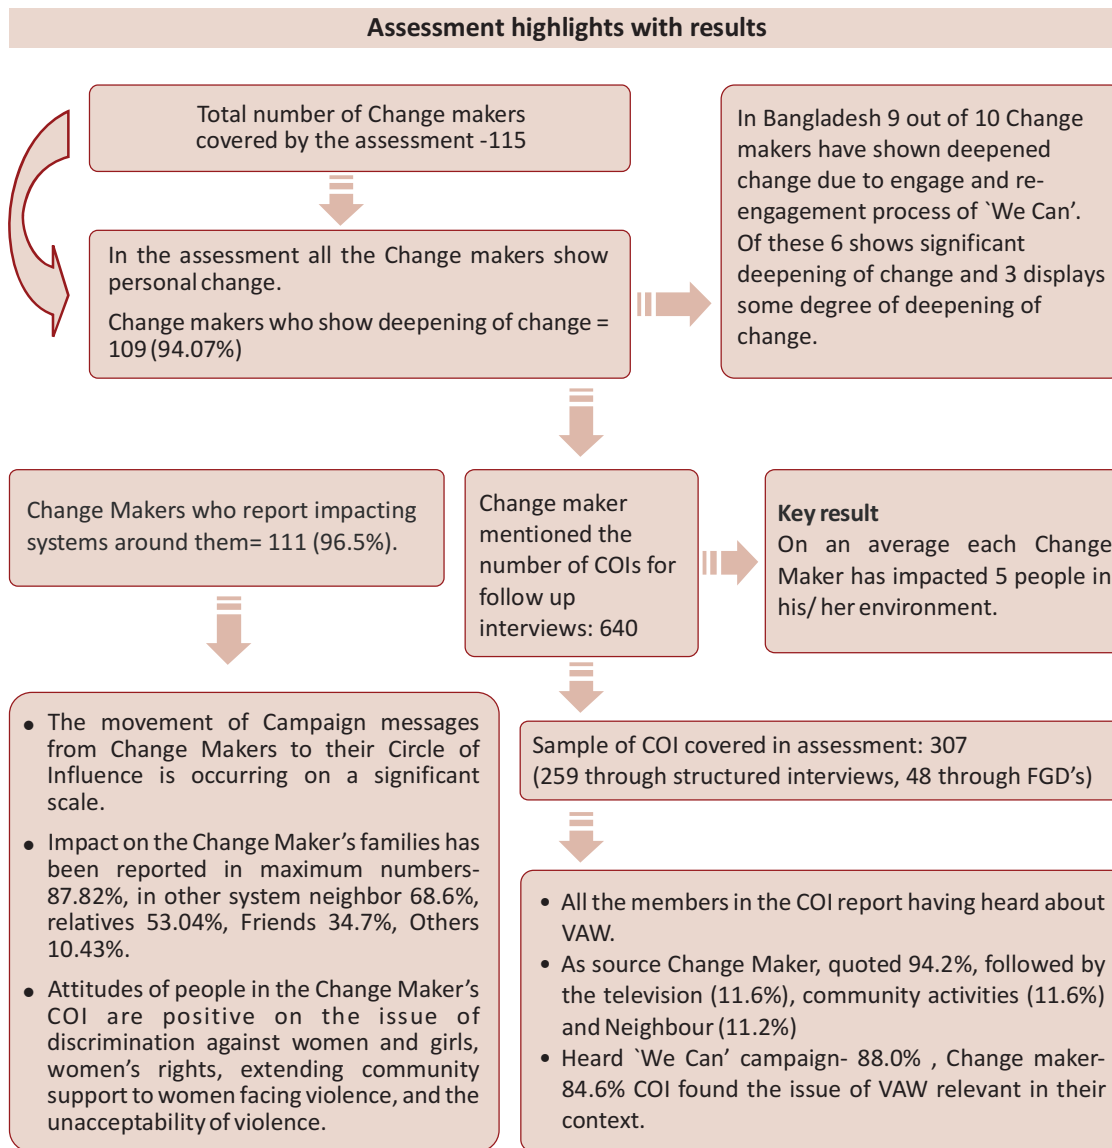 Assessment highlights with results
Total number of Change makers
covered by the assessment -115
In Bangladesh 9 out of 10 Change
makers have shown deepened
change due to engage and re-
engagement process of `We Can'.
Of these 6 shows significant
deepening of change and 3 displays
some degree of deepening of
change.
In the assessment all the Change makers show
personal change.
Change makers who show deepening of change =
109 (94.07%)
Change Makers who report impacting
systems around them= 111 (96.5%).
Change maker
mentioned the
number of COIs for
follow up
interviews: 640
Key result
On an average each Change
Maker has impacted 5 people in
his/ her environment.
• The movement of Campaign messages
from Change Makers to their Circle of
Influence is occurring on a significant
scale.
• Impact on the Change Maker's families has
been reported in maximum numbers-
87.82%, in other system neighbor 68.6%,
relatives 53.04%, Friends 34.7%, Others
10.43%.
• Attitudes of people in the Change Maker's
COI are positive on the issue of
discrimination against women and girls,
women's rights, extending community
support to women facing violence, and the
unacceptability of violence.
Sample of COI covered in assessment: 307
(259 through structured interviews, 48 through FGD's)
• All the members in the COI report having heard about
VAW.
• As source Change Maker, quoted 94.2%, followed by
the television (11.6%), community activities (11.6%)
and Neighbour (11.2%)
• Heard `We Can' campaign- 88.0% , Change maker-
84.6% COI found the issue of VAW relevant in their
context.